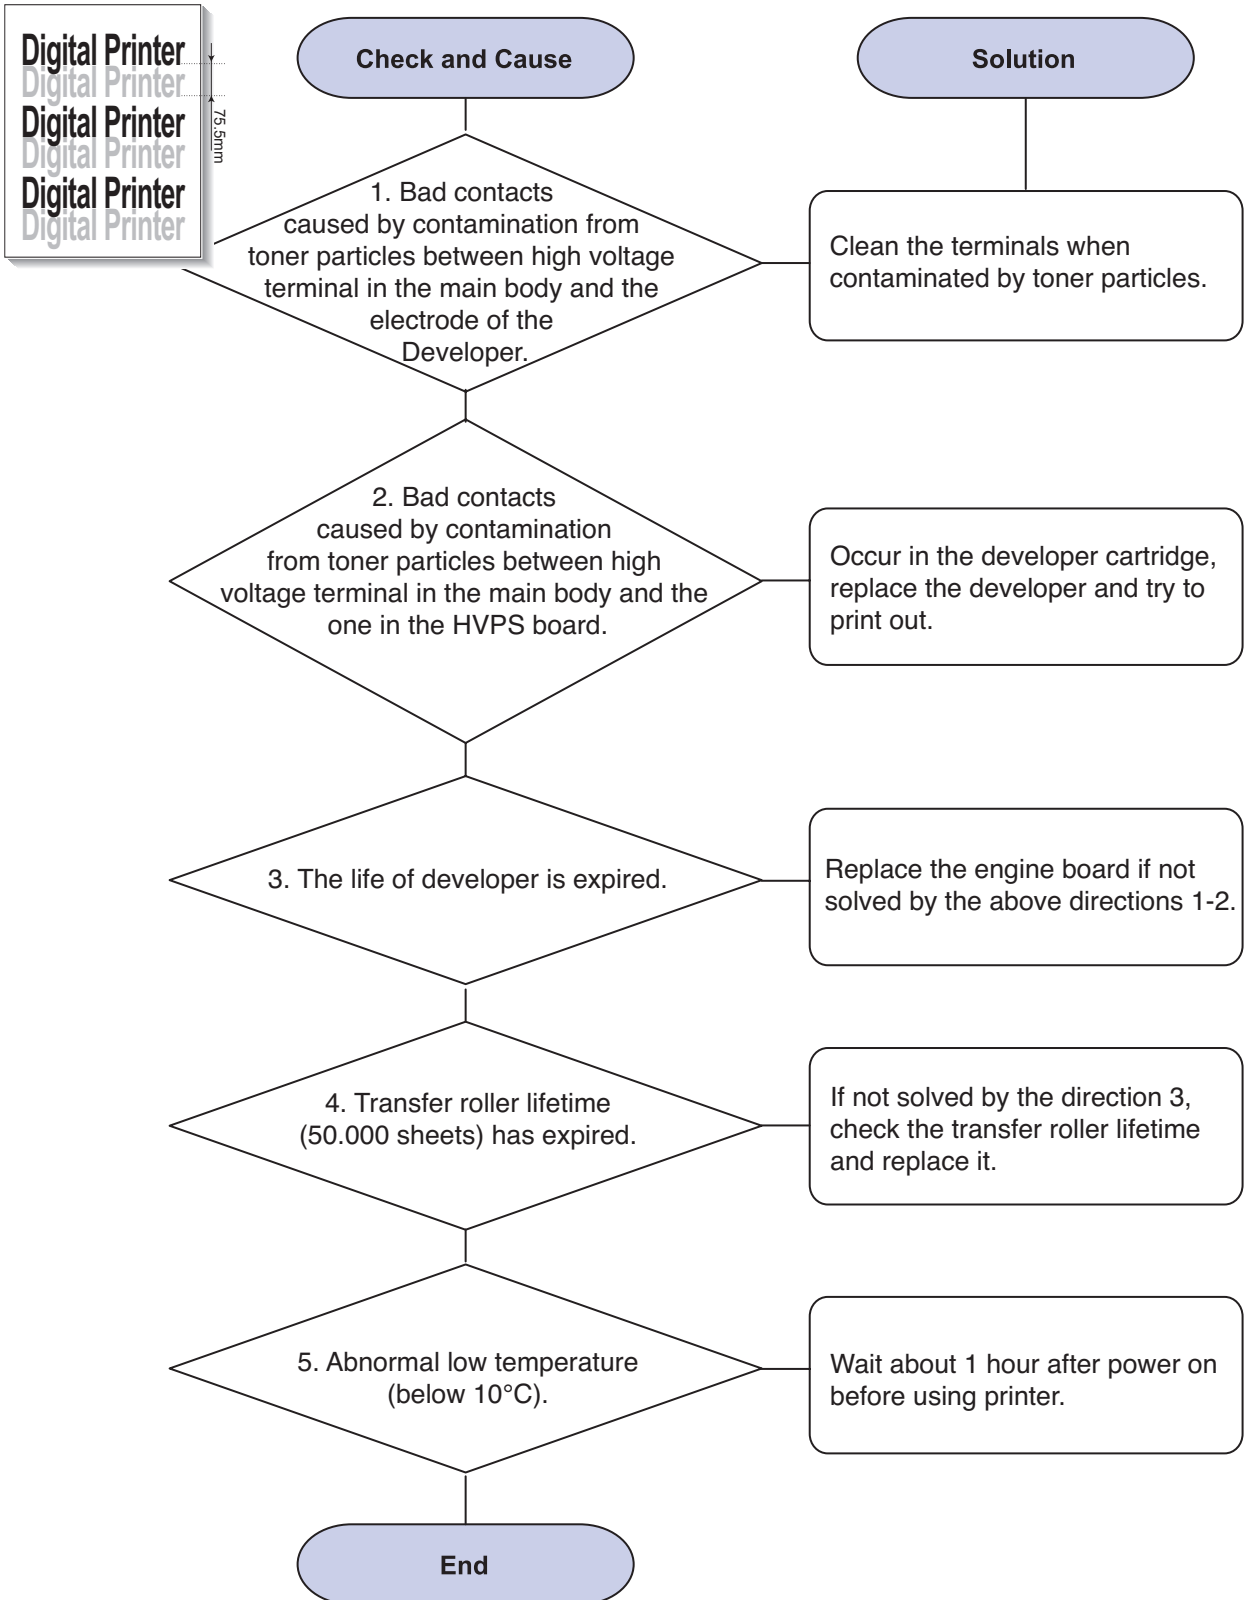 Digital Printer
Digital Printer
Digital Printer
Digital Printer
Digital Printer
Digital Printer
75.5mm
Check and Cause
Solution
1. Bad contacts
caused by contamination from
toner particles between high voltage
terminal in the main body and the
electrode of the
Developer.
Clean the terminals when
contaminated by toner particles.
2. Bad contacts
caused by contamination
from toner particles between high
voltage terminal in the main body and the
one in the HVPS board.
Occur in the developer cartridge,
replace the developer and try to
print out.
3. The life of developer is expired.
Replace the engine board if not
solved by the above directions 1-2.
4. Transfer roller lifetime
(50.000 sheets) has expired.
If not solved by the direction 3,
check the transfer roller lifetime
and replace it.
5. Abnormal low temperature
(below 10°C).
Wait about 1 hour after power on
before using printer.
End